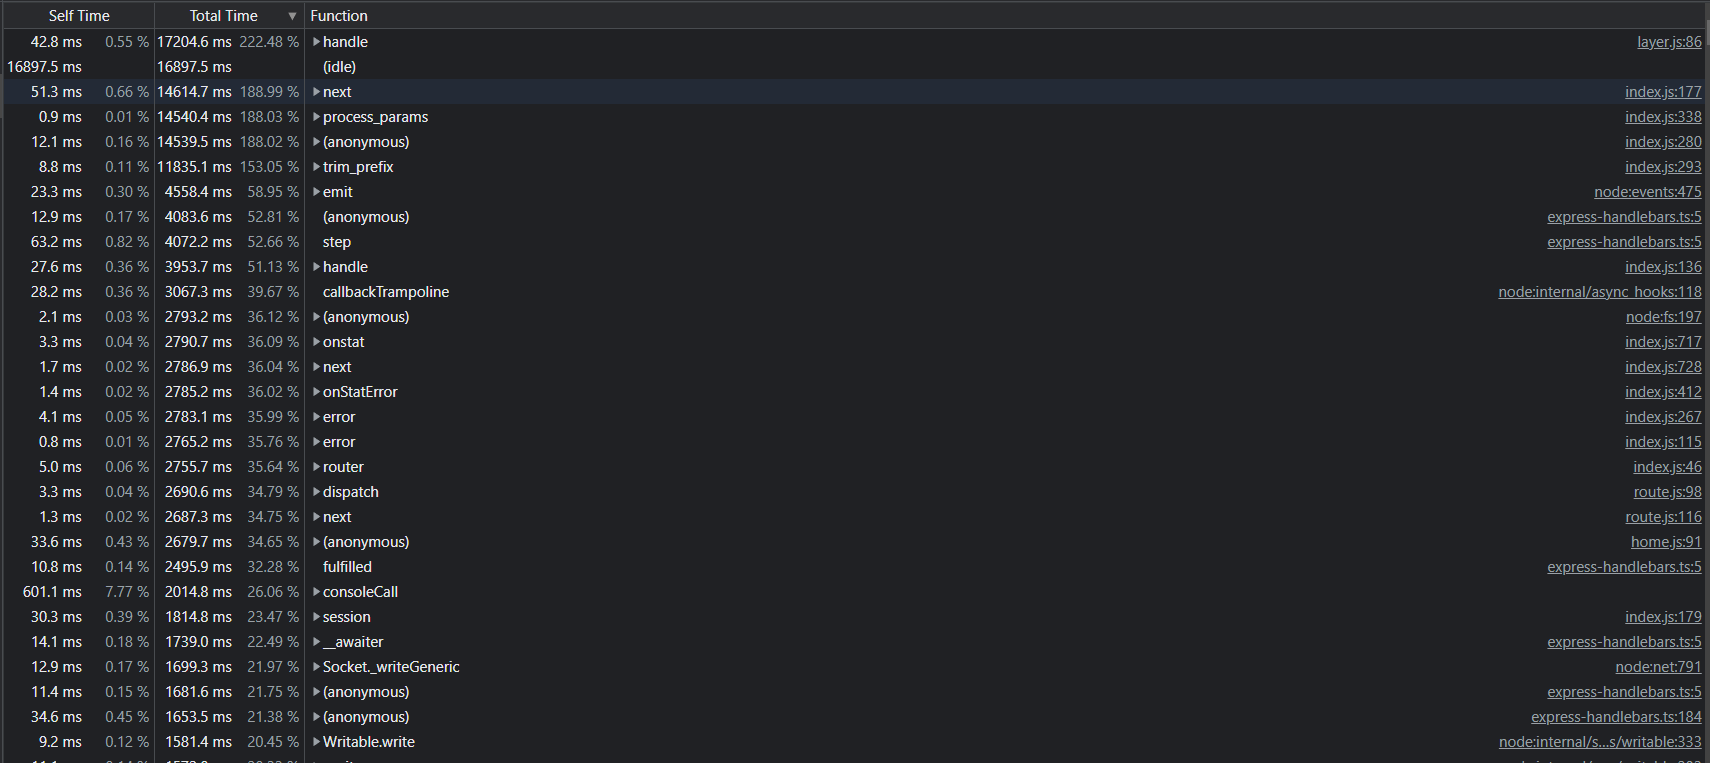 Self Time Total Time ▼ Function
42.8 ms 0.55 % 17204.6 ms 222.48 % ▶ handle layer.js:86
16897.5 ms 16897.5 ms (idle)
51.3 ms 0.66 % 14614.7 ms 188.99 % ▶ next index.js:177
0.9 ms 0.01 % 14540.4 ms 188.03 % ▶ process_params index.js:338
12.1 ms 0.16 % 14539.5 ms 188.02 % ▶ (anonymous) index.js:280
8.8 ms 0.11 % 11835.1 ms 153.05 % ▶ trim_prefix index.js:293
23.3 ms 0.30 % 4558.4 ms 58.95 % ▶ emit node:events:475
12.9 ms 0.17 % 4083.6 ms 52.81 % (anonymous) express-handlebars.ts:5
63.2 ms 0.82 % 4072.2 ms 52.66 % step express-handlebars.ts:5
27.6 ms 0.36 % 3953.7 ms 51.13 % ▶ handle index.js:136
28.2 ms 0.36 % 3067.3 ms 39.67 % callbackTrampoline node:internal/async_hooks:118
2.1 ms 0.03 % 2793.2 ms 36.12 % ▶ (anonymous) node:fs:197
3.3 ms 0.04 % 2790.7 ms 36.09 % ▶ onstat index.js:717
1.7 ms 0.02 % 2786.9 ms 36.04 % ▶ next index.js:728
1.4 ms 0.02 % 2785.2 ms 36.02 % ▶ onStatError index.js:412
4.1 ms 0.05 % 2783.1 ms 35.99 % ▶ error index.js:267
0.8 ms 0.01 % 2765.2 ms 35.76 % ▶ error index.js:115
5.0 ms 0.06 % 2755.7 ms 35.64 % ▶ router index.js:46
3.3 ms 0.04 % 2690.6 ms 34.79 % ▶ dispatch route.js:98
1.3 ms 0.02 % 2687.3 ms 34.75 % ▶ next route.js:116
33.6 ms 0.43 % 2679.7 ms 34.65 % ▶ (anonymous) home.js:91
10.8 ms 0.14 % 2495.9 ms 32.28 % fulfilled express-handlebars.ts:5
601.1 ms 7.77 % 2014.8 ms 26.06 % ▶ consoleCall
30.3 ms 0.39 % 1814.8 ms 23.47 % ▶ session index.js:179
14.1 ms 0.18 % 1739.0 ms 22.49 % ▶ __awaiter express-handlebars.ts:5
12.9 ms 0.17 % 1699.3 ms 21.97 % ▶ Socket._writeGeneric node:net:791
11.4 ms 0.15 % 1681.6 ms 21.75 % ▶ (anonymous) express-handlebars.ts:5
34.6 ms 0.45 % 1653.5 ms 21.38 % ▶ (anonymous) express-handlebars.ts:184
9.2 ms 0.12 % 1581.4 ms 20.45 % ▶ Writable.write node:internal/s...s/writable:333